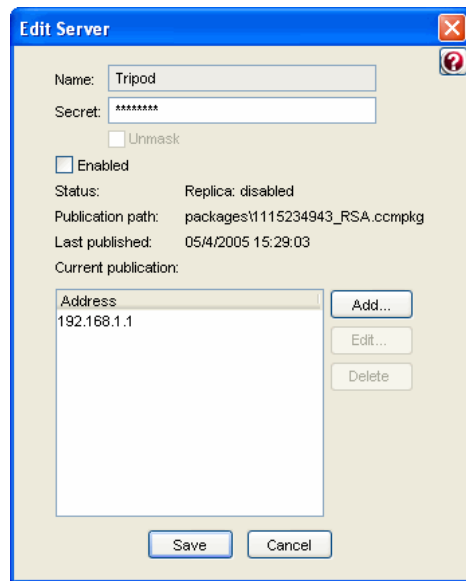 Edit Server
Name: Tripod
Secret: ********
Unmask
Enabled
Status: Replica: disabled
Publication path: packages\1115234943_RSA.ccmpkg
Last published: 05/4/2005 15:29:03
Current publication:
Address
192.168.1.1
Add...
Edit...
Delete
Save Cancel